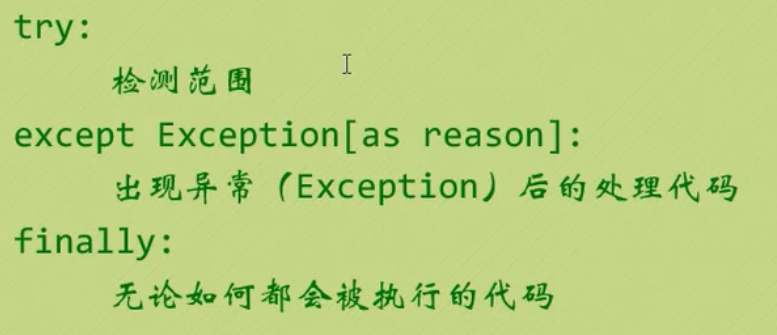 try:
检测范围
except Exception[as reason]:
出现异常（Exception）后的处理代码
finally:
无论如何都会被执行的代码